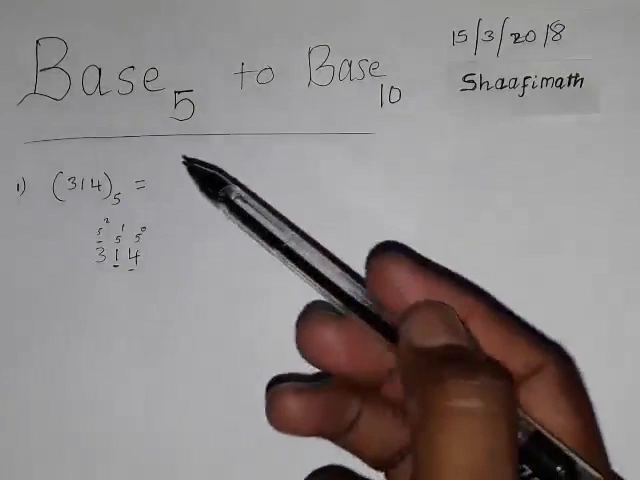 Base₅ to Base₁₀
15/3/2018
Shaafimath
1) (314)₅ =
5² 5¹ 5⁰
3 1 4